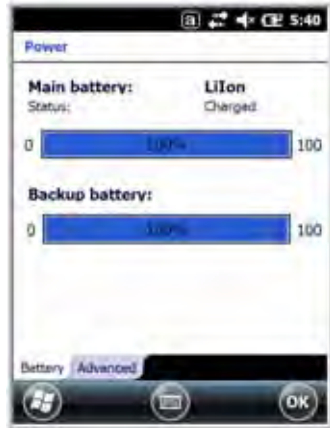 a 5:40
Power
Main battery: LiIon
Status: Charged
0 100% 100
Backup battery:
0 100% 100
Battery Advanced
OK